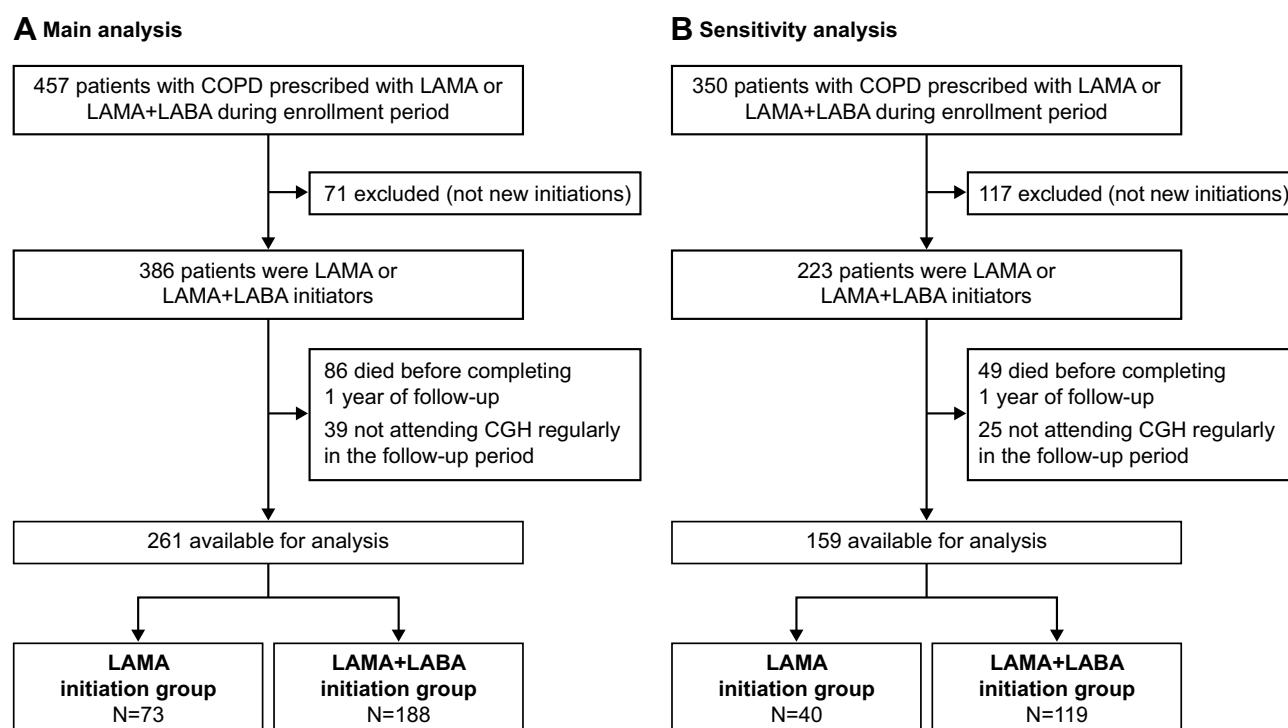 A Main analysis
457 patients with COPD prescribed with LAMA or
LAMA+LABA during enrollment period
71 excluded (not new initiations)
386 patients were LAMA or
LAMA+LABA initiators
86 died before completing
1 year of follow-up
39 not attending CGH regularly
in the follow-up period
261 available for analysis
LAMA
initiation group
N=73
LAMA+LABA
initiation group
N=188
B Sensitivity analysis
350 patients with COPD prescribed with LAMA or
LAMA+LABA during enrollment period
117 excluded (not new initiations)
223 patients were LAMA or
LAMA+LABA initiators
49 died before completing
1 year of follow-up
25 not attending CGH regularly
in the follow-up period
159 available for analysis
LAMA
initiation group
N=40
LAMA+LABA
initiation group
N=119